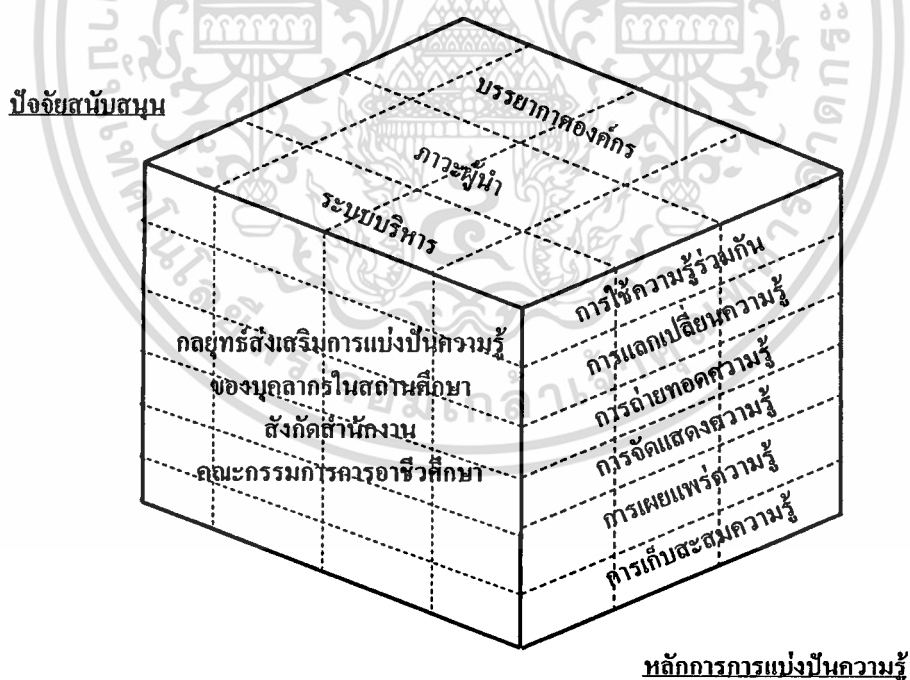 ปัจจัยสนับสนุน
บรรยากาศองค์กร
ภาวะผู้นำ
ระบบบริหาร
กลยุทธ์ส่งเสริมการแบ่งปันความรู้
ของบุคลากรในสถานศึกษา
สังกัดสำนักงาน
คณะกรรมการการอาชีวศึกษา
การใช้ความรู้ร่วมกัน
การแลกเปลี่ยนความรู้
การถ่ายทอดความรู้
การจัดแสดงความรู้
การเผยแพร่ความรู้
การเก็บสะสมความรู้
หลักการการแบ่งปันความรู้